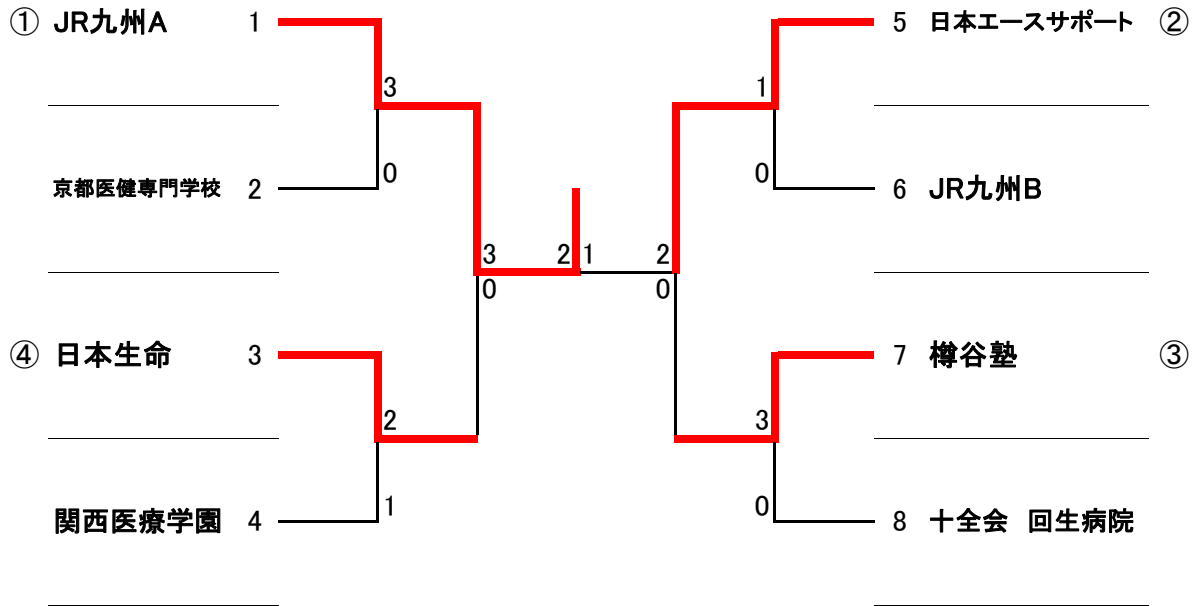 ① JR九州A 1
5 日本エースサポート ②
3
1
京都医健専門学校 2
0
0
6 JR九州B
3 2 1 2
0 0
④ 日本生命 3
7 樽谷塾 ③
2
3
関西医療学園 4
1
0
8 十全会 回生病院